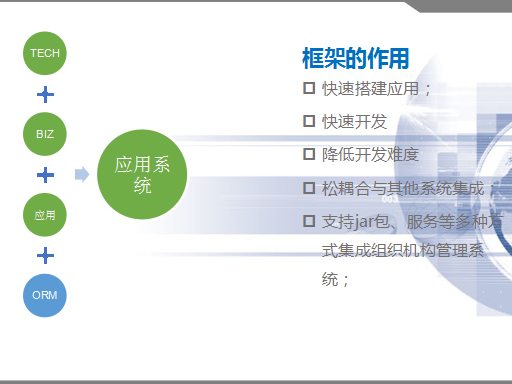 TECH
BIZ
应用
ORM
应用系
统
框架的作用
快速搭建应用；
快速开发
降低开发难度
松耦合与其他系统集成；
支持jar包、服务等多种方
式集成组织机构管理系
统；